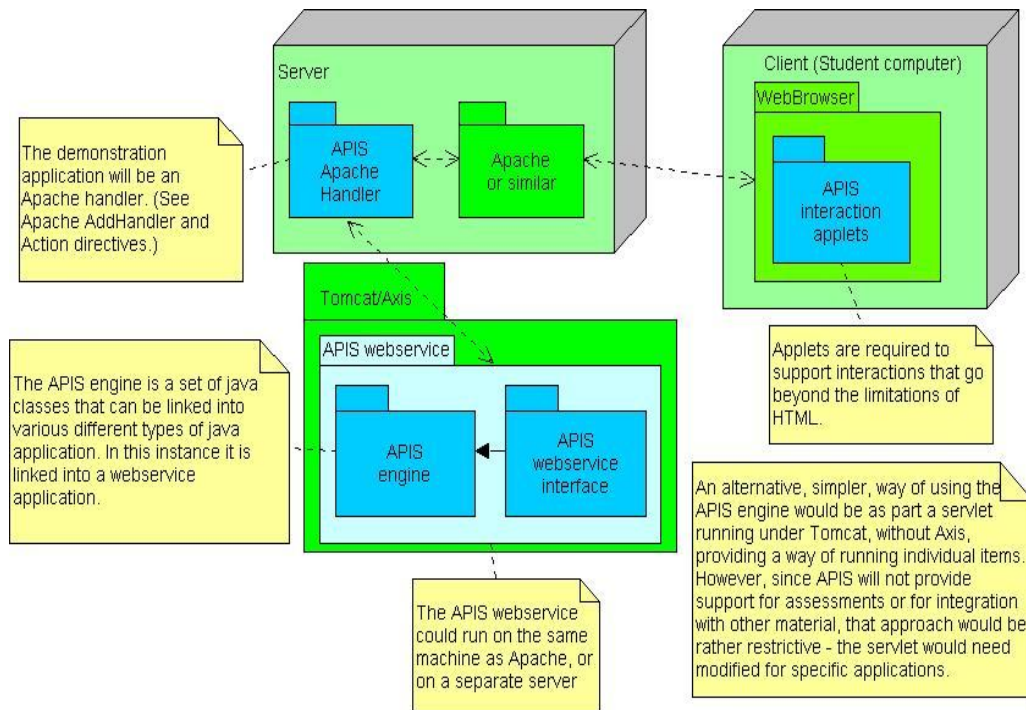 Server
APIS
Apache
Handler
Apache
or similar
Client (Student computer)
WebBrowser
APIS
interaction
applets
The demonstration
application will be an
Apache handler. (See
Apache AddHandler and
Action directives.)
Tomcat/Axis
APIS webservice
APIS
engine
APIS
webservice
interface
The APIS engine is a set of java
classes that can be linked into
various different types of java
application. In this instance it is
linked into a webservice
application.
Applets are required to
support interactions that go
beyond the limitations of
HTML.
The APIS webservice
could run on the same
machine as Apache, or
on a separate server
An alternative, simpler, way of using the
APIS engine would be as part a servlet
running under Tomcat, without Axis,
providing a way of running individual items.
However, since APIS will not provide
support for assessments or for integration
with other material, that approach would be
rather restrictive - the servlet would need
modified for specific applications.